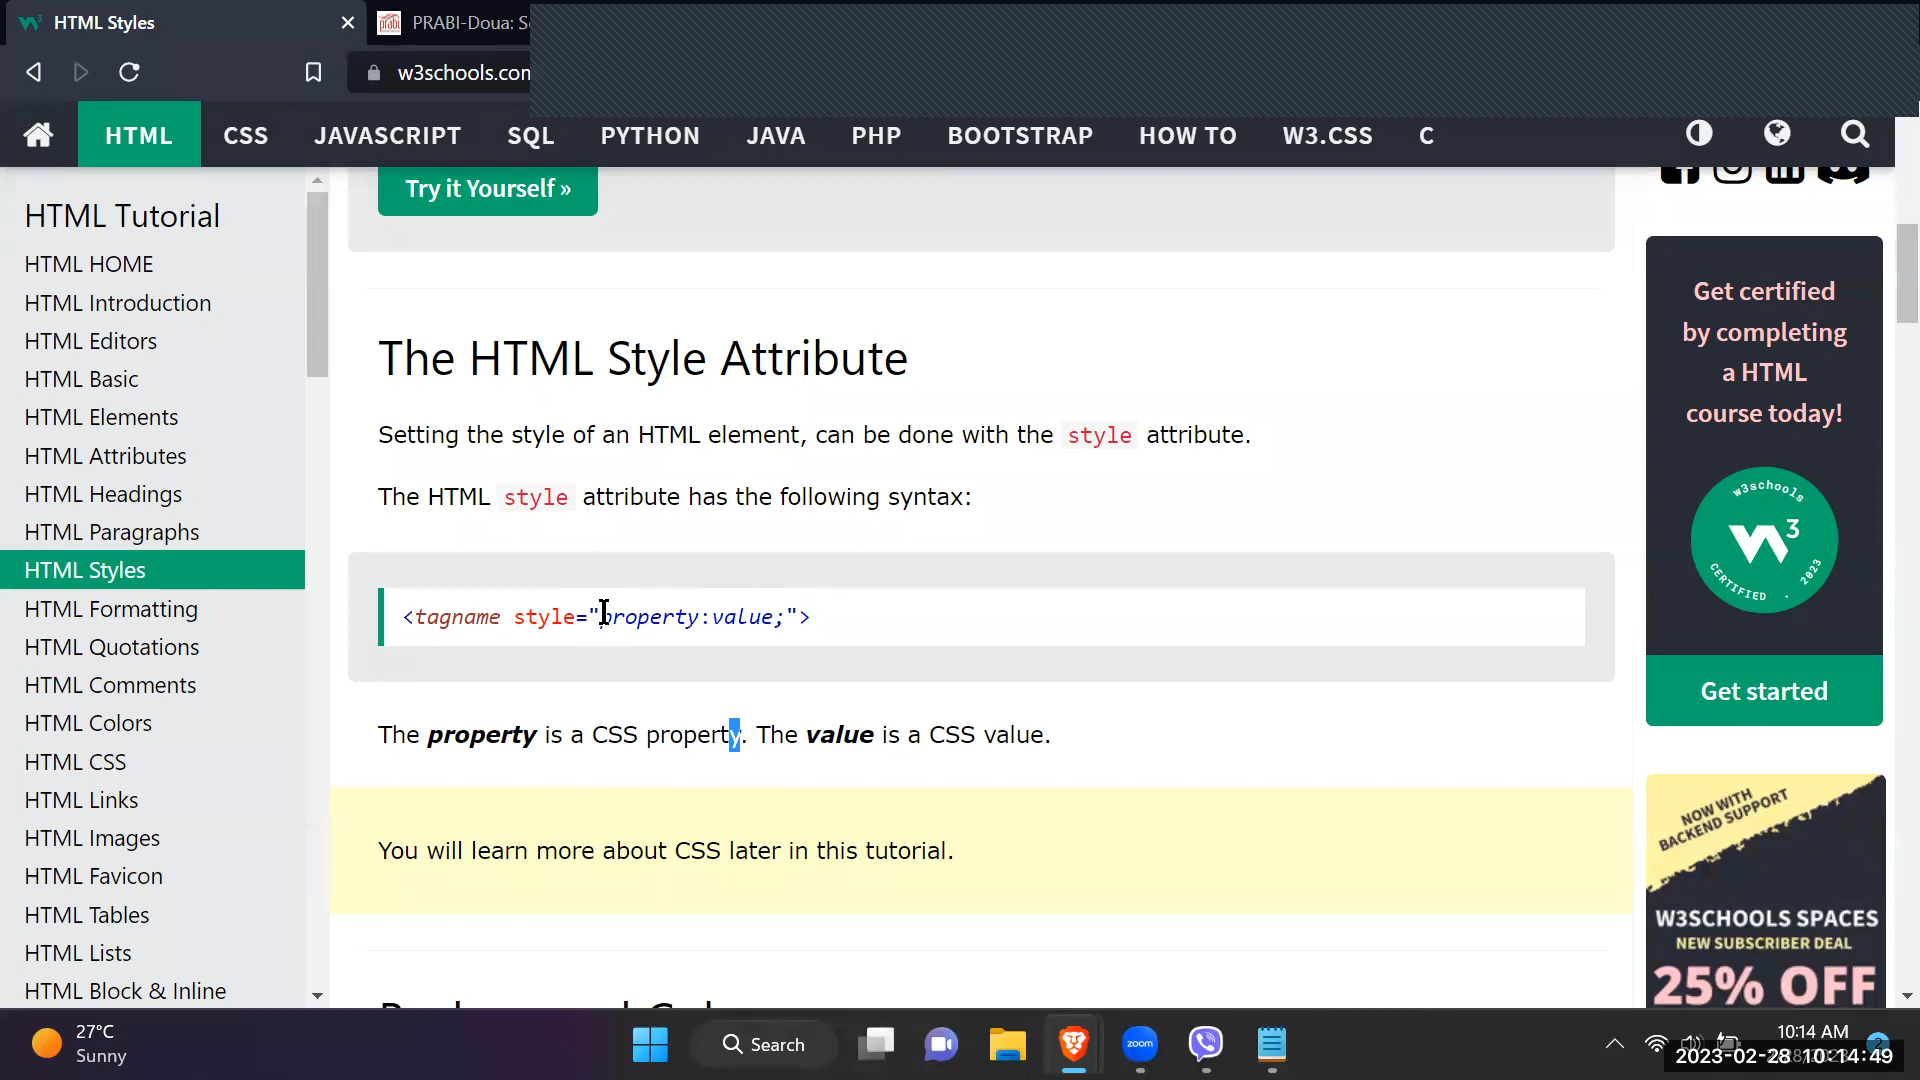 HTML Styles
PRABI-Doua: S
w3schools.com
HTML CSS JAVASCRIPT SQL PYTHON JAVA PHP BOOTSTRAP HOW TO W3.CSS C
HTML Tutorial
HTML HOME
HTML Introduction
HTML Editors
HTML Basic
HTML Elements
HTML Attributes
HTML Headings
HTML Paragraphs
HTML Styles
HTML Formatting
HTML Quotations
HTML Comments
HTML Colors
HTML CSS
HTML Links
HTML Images
HTML Favicon
HTML Tables
HTML Lists
HTML Block & Inline
Try it Yourself »
The HTML Style Attribute
Setting the style of an HTML element, can be done with the style attribute.
The HTML style attribute has the following syntax:
<tagname style="property:value;">
The property is a CSS property. The value is a CSS value.
You will learn more about CSS later in this tutorial.
Get certified
by completing
a HTML
course today!
w3schools
CERTIFIED . 2023
Get started
NOW WITH
BACKEND SUPPORT
W3SCHOOLS SPACES
NEW SUBSCRIBER DEAL
25% OFF
27°C
Sunny
Search
zoom
10:14 AM
2
2023-02-28 10:14:49